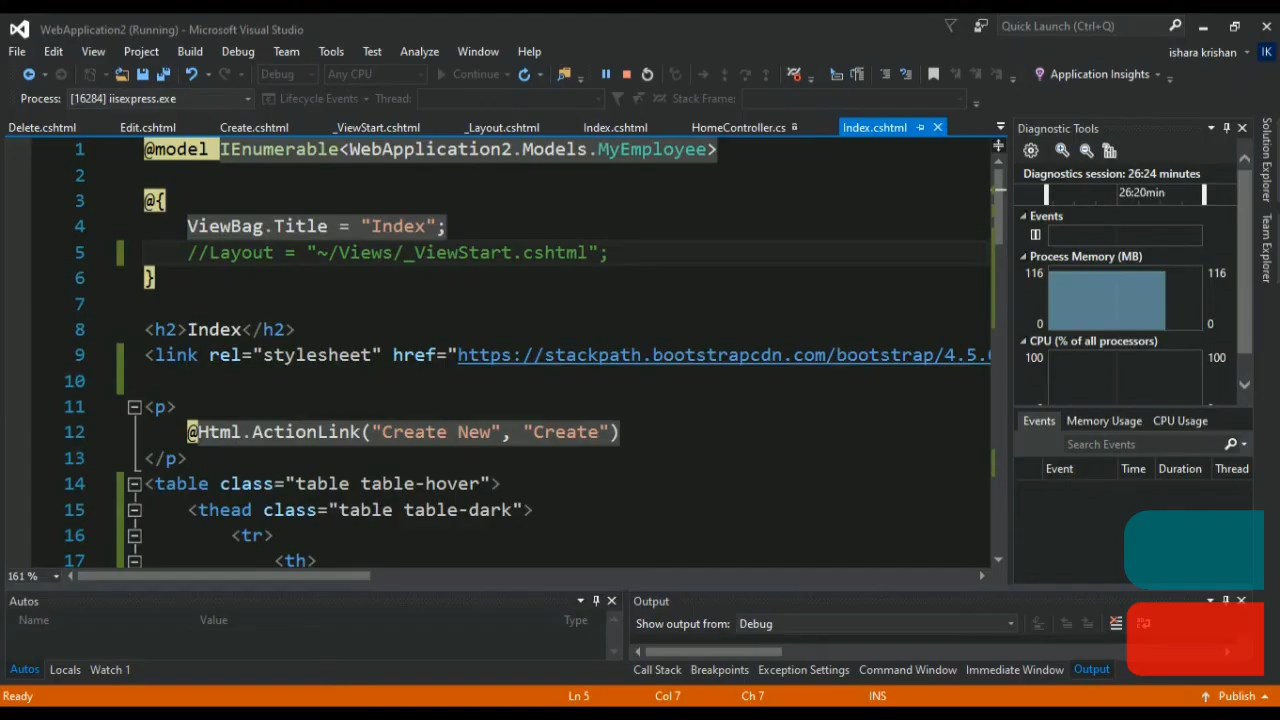 WebApplication2 (Running) - Microsoft Visual Studio
Quick Launch (Ctrl+Q)
File Edit View Project Build Debug Team Tools Test Analyze Window Help
ishara krishan IK
Debug Any CPU Continue Application Insights
Process: [16284] iisexpress.exe Lifecycle Events Thread: Stack Frame:
Delete.cshtml Edit.cshtml Create.cshtml _ViewStart.cshtml _Layout.cshtml Index.cshtml HomeController.cs Index.cshtml
1 @model IEnumerable<WebApplication2.Models.MyEmployee>
2
3 @{
4 ViewBag.Title = "Index";
5 //Layout = "~/Views/_ViewStart.cshtml";
6 }
7
8 <h2>Index</h2>
9 <link rel="stylesheet" href="https://stackpath.bootstrapcdn.com/bootstrap/4.5.
10
11 <p>
12 @Html.ActionLink("Create New", "Create")
13 </p>
14 <table class="table table-hover">
15 <thead class="table table-dark">
16 <tr>
17 <th>
161 %
Diagnostic Tools
Diagnostics session: 26:24 minutes
26:20min
Events
Process Memory (MB)
116 116
0 0
CPU (% of all processors)
100 100
Events Memory Usage CPU Usage
Search Events
Event Time Duration Thread
Solution Explorer
Team Explorer
Autos
Name Value Type
Autos Locals Watch 1
Output
Show output from: Debug
Call Stack Breakpoints Exception Settings Command Window Immediate Window Output
Ready Ln 5 Col 7 Ch 7 INS Publish